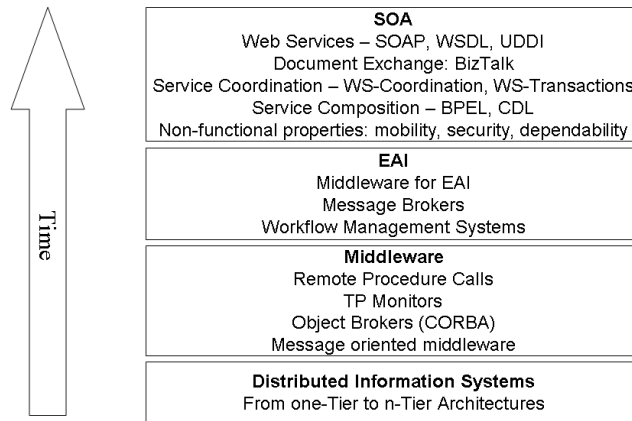 SOA
Web Services – SOAP, WSDL, UDDI
Document Exchange: BizTalk
Service Coordination – WS-Coordination, WS-Transactions
Service Composition – BPEL, CDL
Non-functional properties: mobility, security, dependability
EAI
Middleware for EAI
Message Brokers
Workflow Management Systems
Middleware
Remote Procedure Calls
TP Monitors
Object Brokers (CORBA)
Message oriented middleware
Distributed Information Systems
From one-Tier to n-Tier Architectures
Time